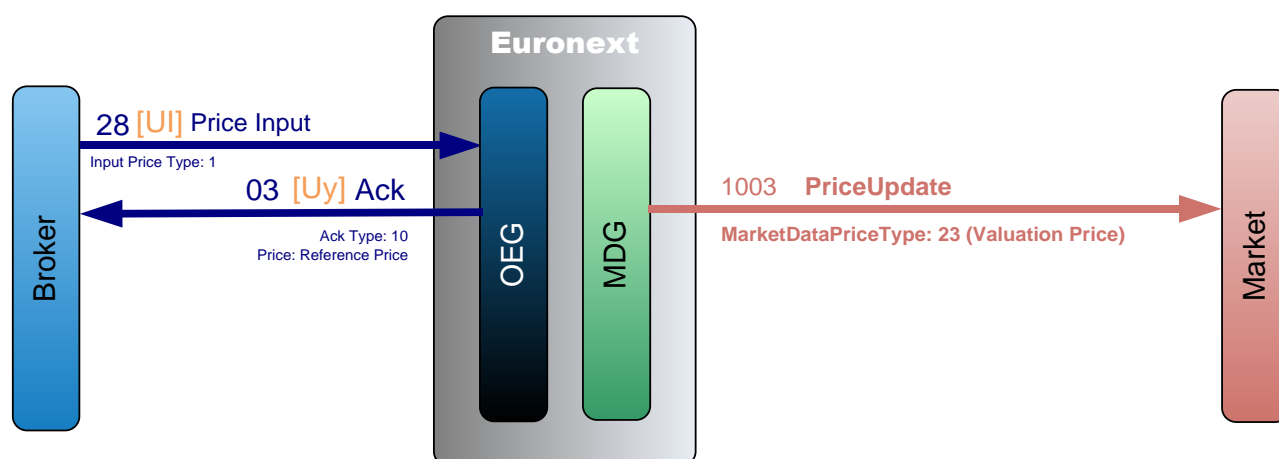 Euronext
28 [UI] Price Input
Input Price Type: 1
03 [Uy] Ack
Ack Type: 10
Price: Reference Price
1003 PriceUpdate
MarketDataPriceType: 23 (Valuation Price)
Broker
OEG
MDG
Market